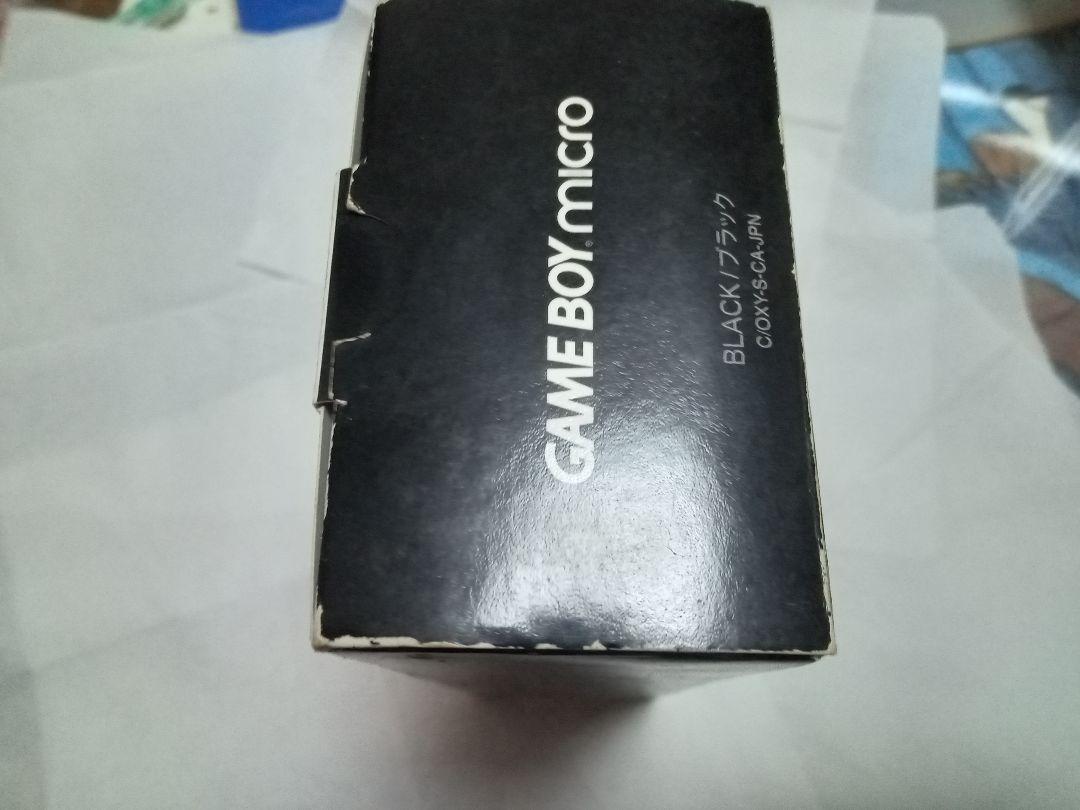 GAME BOY® micro
BLACK / ブラック
C/OXY-S-CA-JPN